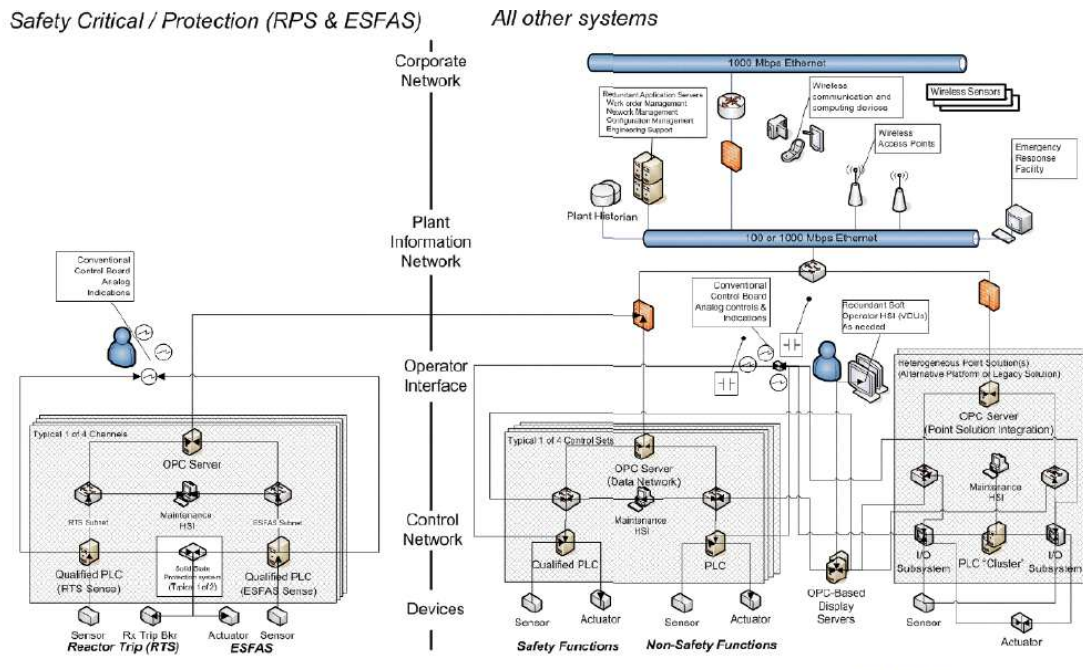 Safety Critical / Protection (RPS & ESFAS)
All other systems
Corporate
Network
1000 Mbps Ethernet
Redundant Application Servers
Work order Management
Network Management
Configuration Management
Engineering Support
Wireless
communication and
computing devices
Wireless Sensors
Wireless
Access Points
Emergency
Response
Facility
Plant Historian
Plant
Information
Network
100 or 1000 Mbps Ethernet
Conventional
Control Board
Analog
Indications
Conventional
Control Board
Analog controls &
Indications
Redundant Soft
Operator HSI (VDUs)
As needed
Operator
Interface
Heterogeneous Point Solution(s)
(Alternative Platform or Legacy Solution)
OPC Server
(Point Solution Integration)
Typical 1 of 4 Channels
OPC Server
Typical 1 of 4 Control Sets
OPC Server
(Data Network)
Maintenance
HSI
RTS Subnet
ESFAS Subnet
Maintenance
HSI
Maintenance
HSI
Control
Network
Qualified PLC
(RTS Sense)
Solid State
Protection system
(Typical 1 of 2)
Qualified PLC
(ESFAS Sense)
Qualified PLC
PLC
I/O
Subsystem
PLC "Cluster"
I/O
Subsystem
OPC-Based
Display
Servers
Devices
Sensor
Rx Trip Bkr
Actuator
Sensor
Reactor Trip (RTS)
ESFAS
Sensor
Actuator
Sensor
Actuator
Safety Functions
Non-Safety Functions
Sensor
Actuator